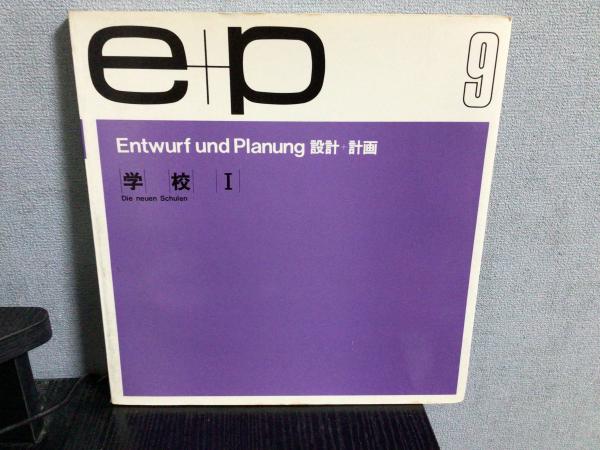 e+p
9
Entwurf und Planung 設計+計画
学校 I
Die neuen Schulen